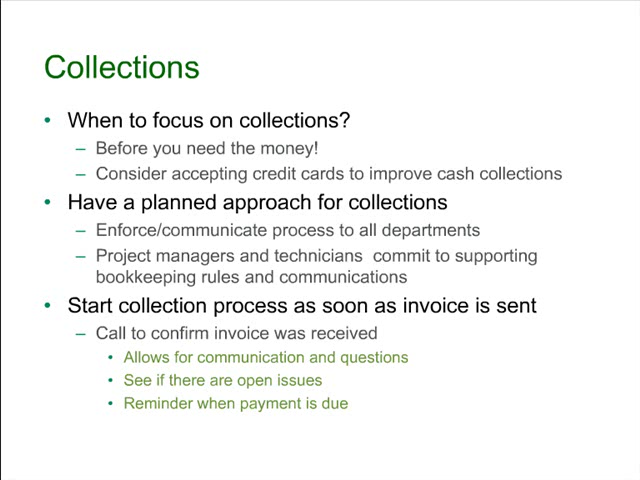 Collections
• When to focus on collections?
– Before you need the money!
– Consider accepting credit cards to improve cash collections
• Have a planned approach for collections
– Enforce/communicate process to all departments
– Project managers and technicians  commit to supporting
bookkeeping rules and communications
• Start collection process as soon as invoice is sent
– Call to confirm invoice was received
• Allows for communication and questions
• See if there are open issues
• Reminder when payment is due